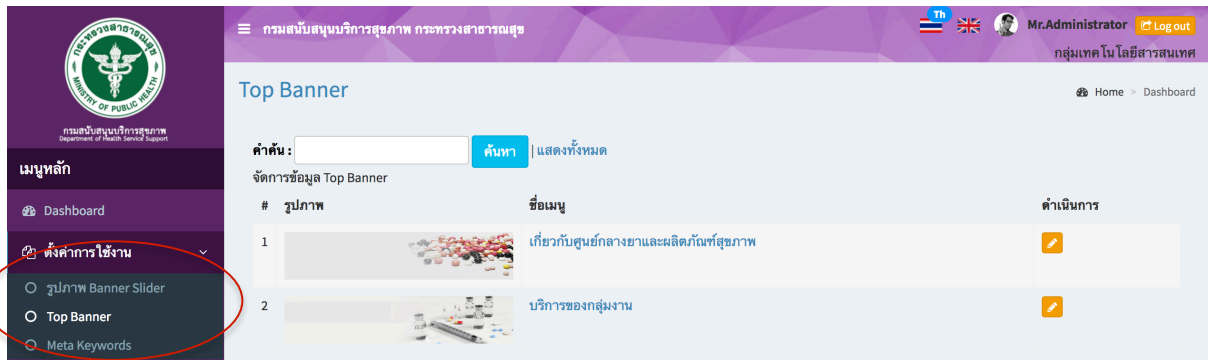 Th
กรมสนับสนุนบริการสุขภาพ กระทรวงสาธารณสุข
Mr.Administrator Log out
กลุ่มเทคโนโลยีสารสนเทศ
กระทรวงสาธารณสุข
MINISTRY OF PUBLIC HEALTH
กรมสนับสนุนบริการสุขภาพ
Department of Health Service Support
Top Banner
Home > Dashboard
คำค้น : ค้นหา | แสดงทั้งหมด
จัดการข้อมูล Top Banner
เมนูหลัก
Dashboard
ตั้งค่าการใช้งาน
รูปภาพ Banner Slider
Top Banner
Meta Keywords
# รูปภาพ ชื่อเมนู ดำเนินการ
1 เกี่ยวกับศูนย์กลางยาและผลิตภัณฑ์สุขภาพ
2 บริการของกลุ่มงาน